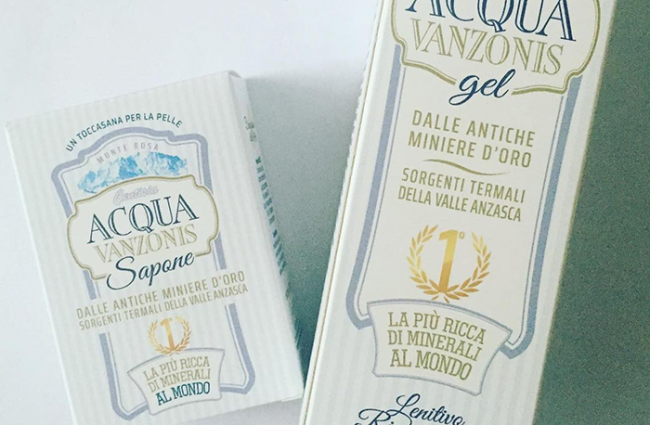 UN TOCCASANA PER LA PELLE
MONTE ROSA
ACQUA
VANZONIS
Sapone
DALLE ANTICHE MINIERE D'ORO
SORGENTI TERMALI DELLA VALLE ANZASCA
1°
LA PIÙ RICCA
DI MINERALI
AL MONDO
ACQUA
VANZONIS
gel
DALLE ANTICHE
MINIERE D'ORO
SORGENTI TERMALI
DELLA VALLE ANZASCA
1°
LA PIÙ RICCA
DI MINERALI
AL MONDO
Lenitivo